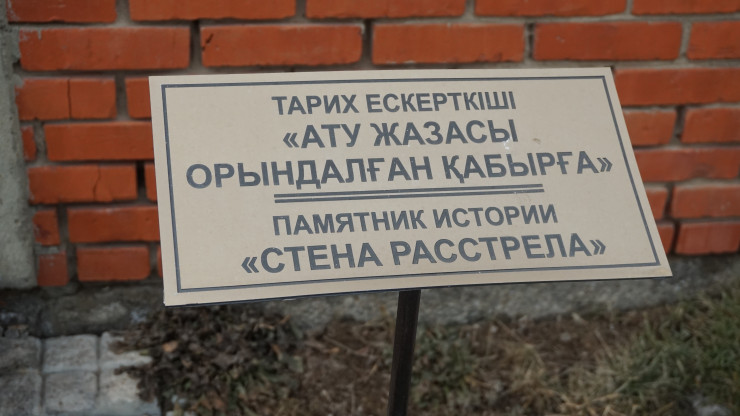 ТАРИХ ЕСКЕРТКІШІ
«АТУ ЖАЗАСЫ
ОРЫНДАЛҒАН ҚАБЫРҒА»
ПАМЯТНИК ИСТОРИИ
«СТЕНА РАССТРЕЛА»